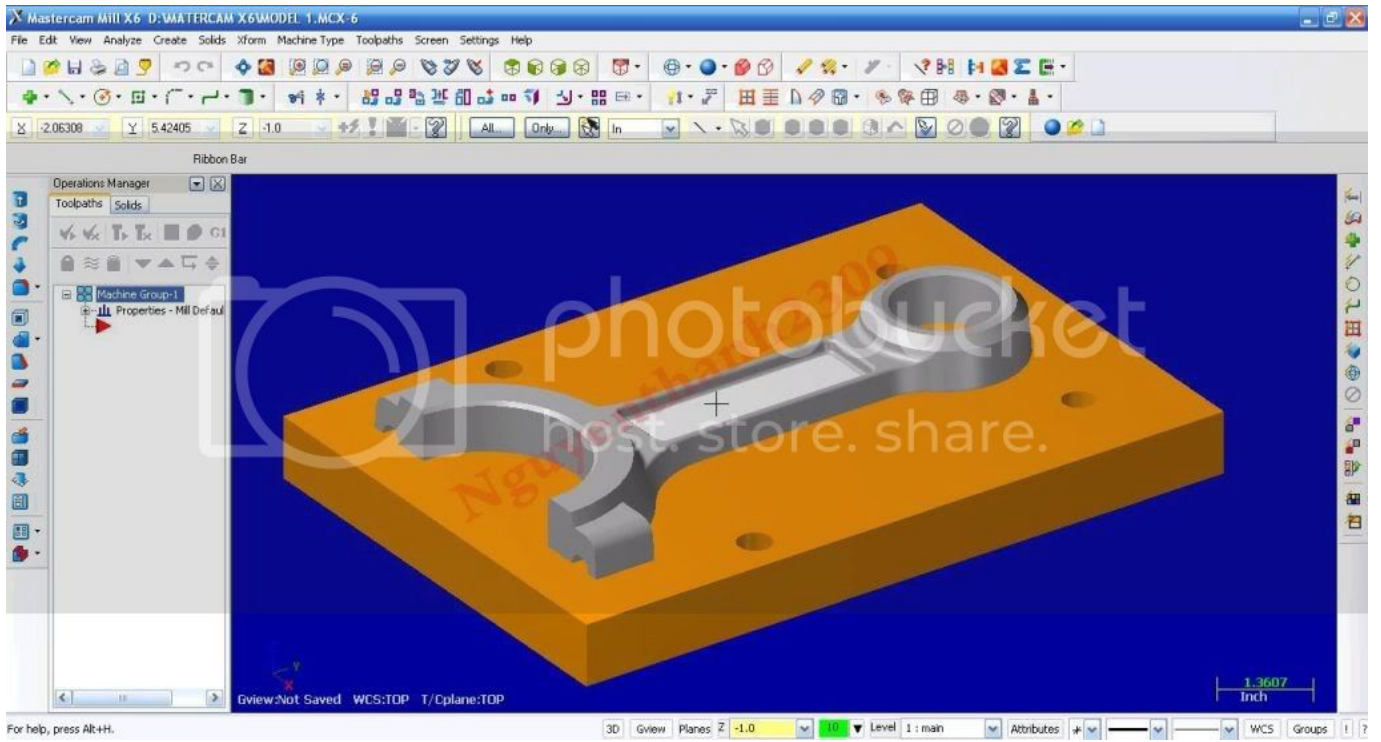 Mastercam Mill X6 D:\MATERCAM X6\MODEL 1.MCX-6
File Edit View Analyze Create Solids Xform Machine Type Toolpaths Screen Settings Help
X -2.06308 Y 5.42405 Z -1.0 All... Only... In
Ribbon Bar
Operations Manager
Toolpaths Solids
G1
Machine Group-1
Properties - Mill Defaul
photobucket
host. store. share.
Nguyenthanh2309
Y
X
Gview:Not Saved WCS:TOP T/Cplane:TOP
1.3607
Inch
For help, press Alt+H.
3D Gview Planes Z -1.0 10 Level 1 : main Attributes WCS Groups ! ?